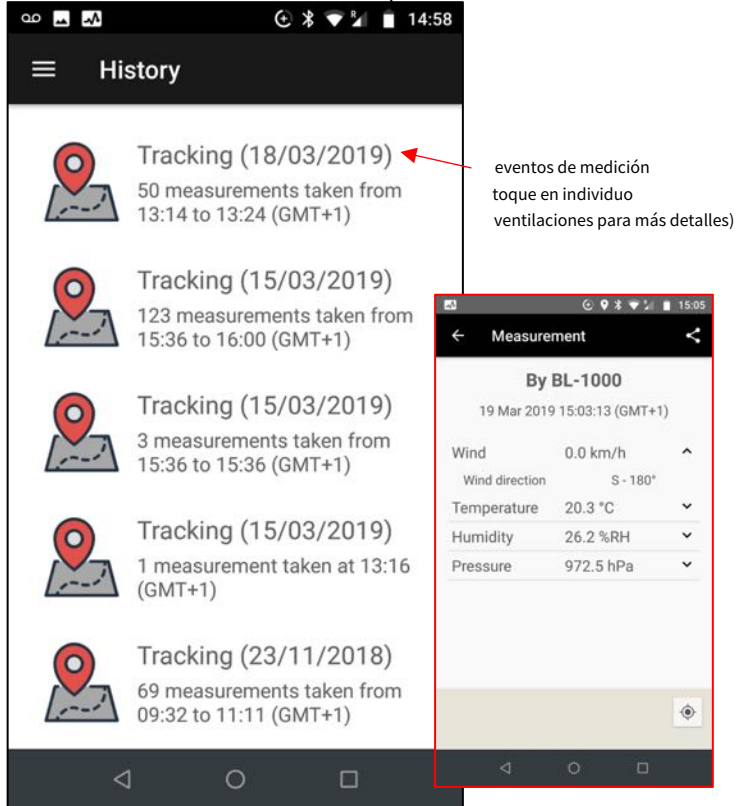 14:58
History
Tracking (18/03/2019)
50 measurements taken from
13:14 to 13:24 (GMT+1)
Tracking (15/03/2019)
123 measurements taken from
15:36 to 16:00 (GMT+1)
Tracking (15/03/2019)
3 measurements taken from
15:36 to 15:36 (GMT+1)
Tracking (15/03/2019)
1 measurement taken at 13:16
(GMT+1)
Tracking (23/11/2018)
69 measurements taken from
09:32 to 11:11 (GMT+1)
eventos de medición
toque en individuo
ventilaciones para más detalles)
15:05
Measurement
By BL-1000
19 Mar 2019 15:03:13 (GMT+1)
Wind 0.0 km/h
Wind direction S - 180°
Temperature 20.3 °C
Humidity 26.2 %RH
Pressure 972.5 hPa